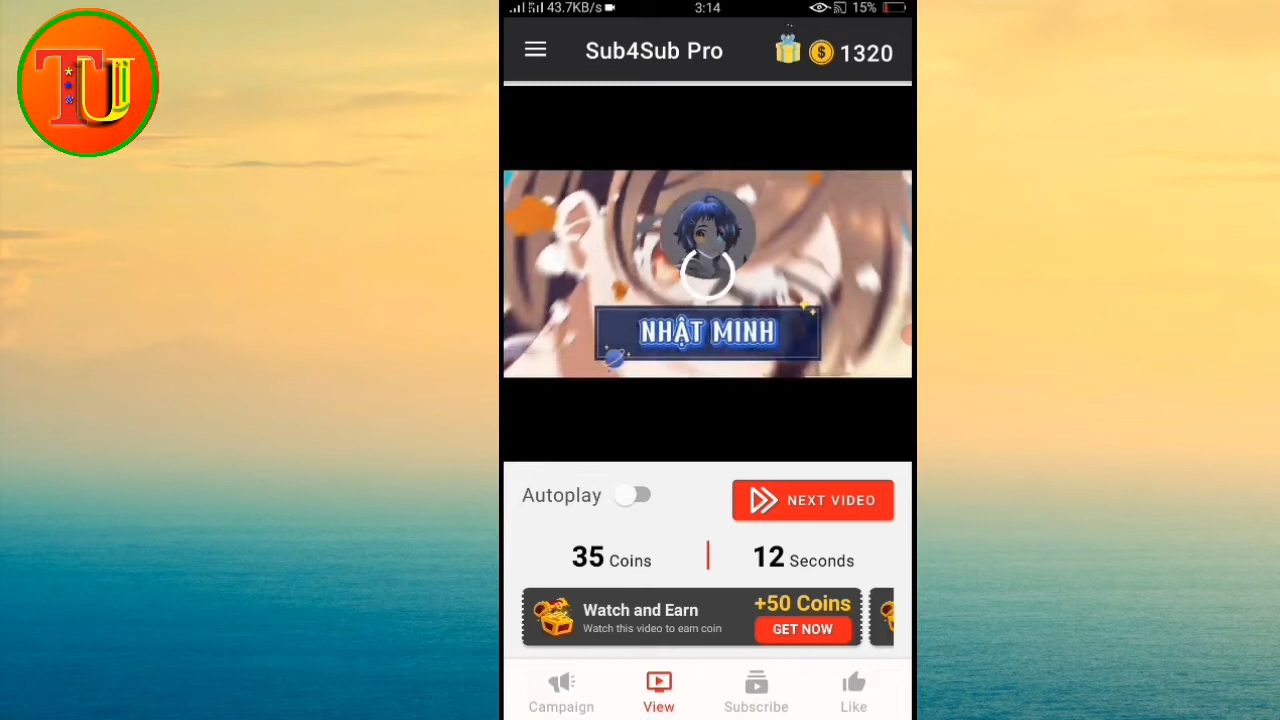 TU
43.7KB/s
3:14
15%
Sub4Sub Pro
1320
NHẬT MINH
Autoplay
NEXT VIDEO
35 Coins
12 Seconds
Watch and Earn
Watch this video to earn coin
+50 Coins
GET NOW
Campaign
View
Subscribe
Like